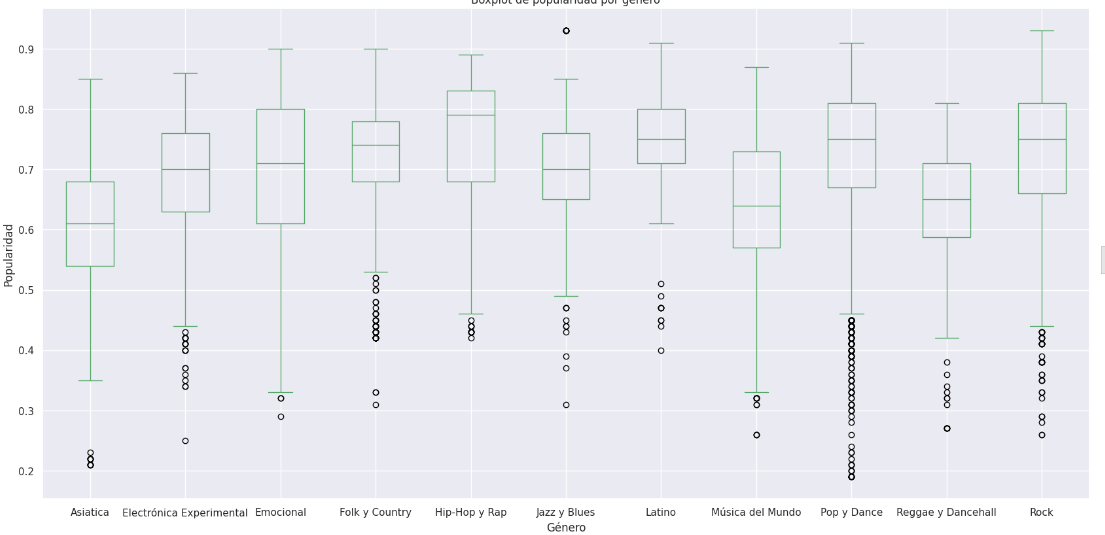 Boxplot de popularidad por género
0.9
0.8
0.7
0.6
0.5
0.4
0.3
0.2
Popularidad
Asiatica Electrónica Experimental Emocional Folk y Country Hip-Hop y Rap Jazz y Blues Latino Música del Mundo Pop y Dance Reggae y Dancehall Rock
Género